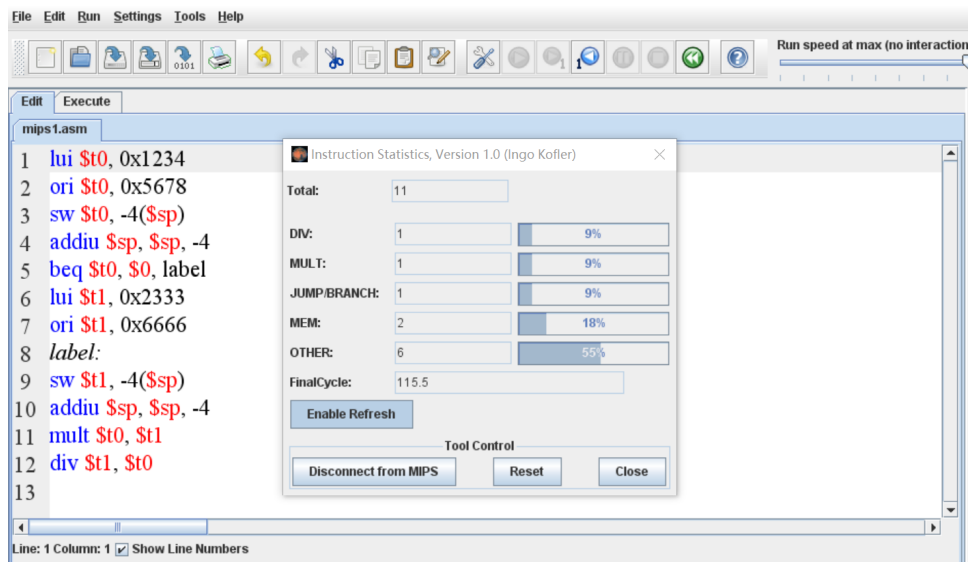 File Edit Run Settings Tools Help
0101
1
1
Run speed at max (no interaction
Edit Execute
mips1.asm
1 lui $t0, 0x1234
2 ori $t0, 0x5678
3 sw $t0, -4($sp)
4 addiu $sp, $sp, -4
5 beq $t0, $0, label
6 lui $t1, 0x2333
7 ori $t1, 0x6666
8 label:
9 sw $t1, -4($sp)
10 addiu $sp, $sp, -4
11 mult $t0, $t1
12 div $t1, $t0
13
Instruction Statistics, Version 1.0 (Ingo Kofler)
Total: 11
DIV: 1 9%
MULT: 1 9%
JUMP/BRANCH: 1 9%
MEM: 2 18%
OTHER: 6 55%
FinalCycle: 115.5
Enable Refresh
Tool Control
Disconnect from MIPS Reset Close
Line: 1 Column: 1 Show Line Numbers